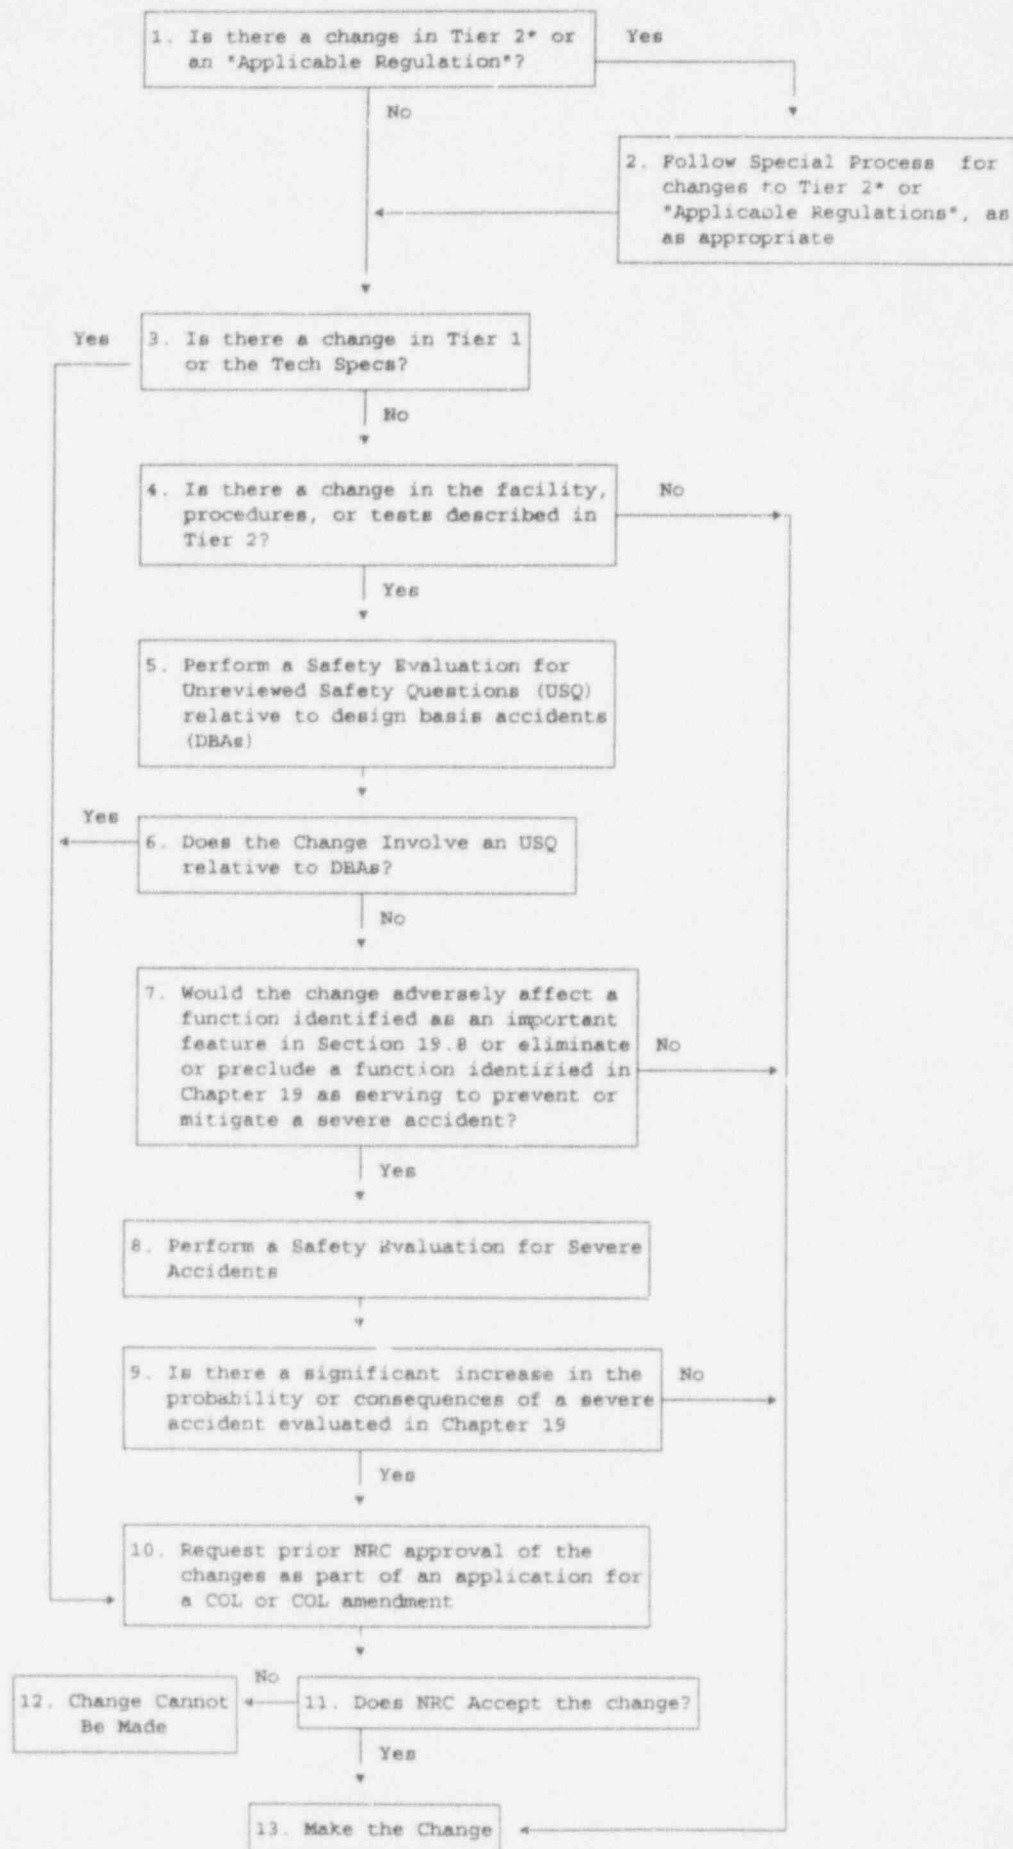 1. Is there a change in Tier 2* or
an "Applicable Regulation"?
Yes
No
2. Follow Special Process for
changes to Tier 2* or
"Applicable Regulations", as
as appropriate
Yes
3. Is there a change in Tier 1
or the Tech Specs?
No
4. Is there a change in the facility,
procedures, or tests described in
Tier 2?
No
Yes
5. Perform a Safety Evaluation for
Unreviewed Safety Questions (USQ)
relative to design basis accidents
(DBAs)
Yes
6. Does the Change Involve an USQ
relative to DBAs?
No
7. Would the change adversely affect a
function identified as an important
feature in Section 19.8 or eliminate
or preclude a function identified in
Chapter 19 as serving to prevent or
mitigate a severe accident?
No
Yes
8. Perform a Safety Evaluation for Severe
Accidents
9. Is there a significant increase in the
probability or consequences of a severe
accident evaluated in Chapter 19
No
Yes
10. Request prior NRC approval of the
changes as part of an application for
a COL or COL amendment
No
12. Change Cannot
Be Made
11. Does NRC Accept the change?
Yes
13. Make the Change